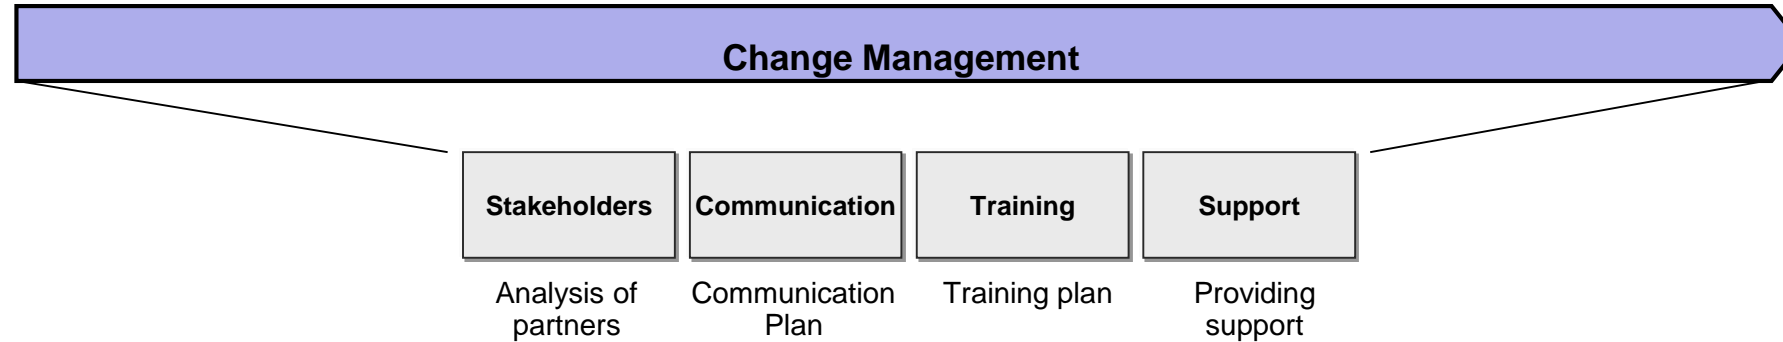 Change Management
Stakeholders
Communication
Training
Support
Analysis of
partners
Communication
Plan
Training plan
Providing
support